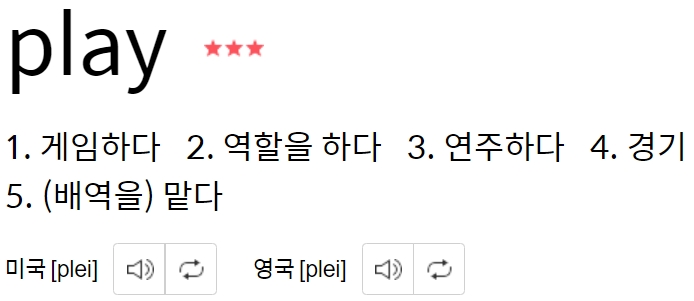 play
1. 게임하다 2. 역할을 하다 3. 연주하다 4. 경기
5. (배역을) 맡다
미국 [plei] 영국 [plei]